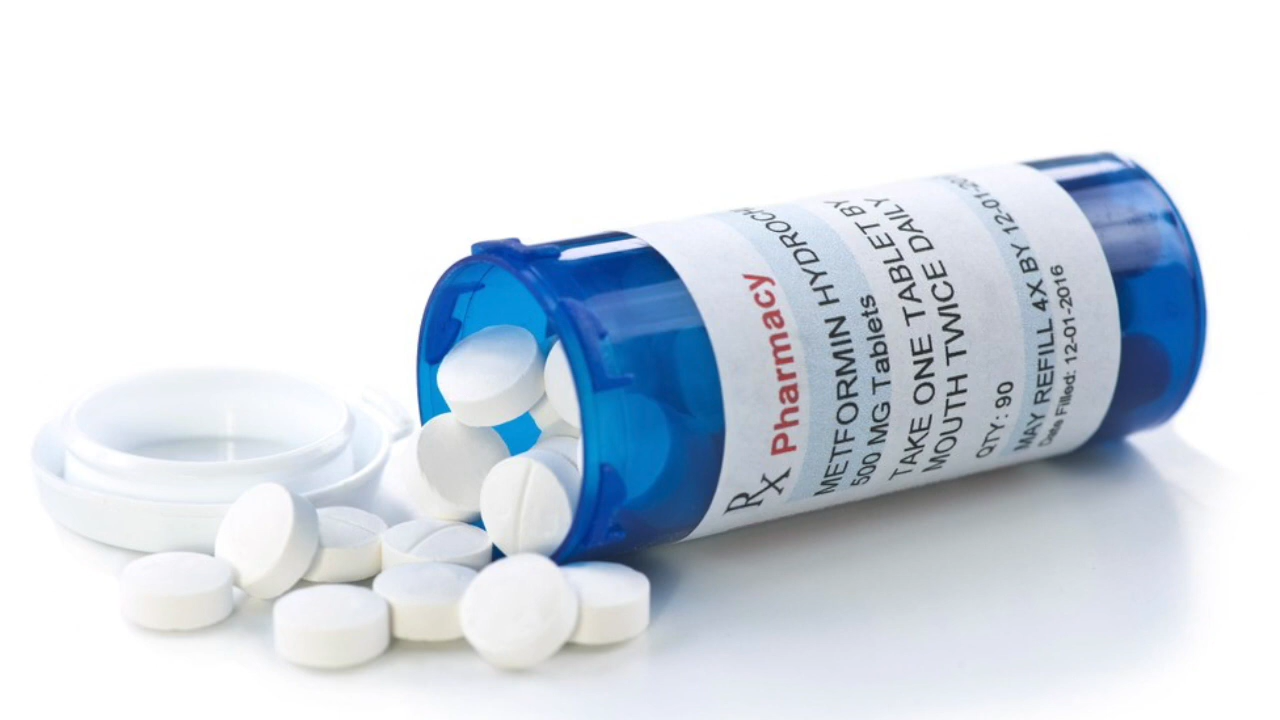 Rx Pharmacy
METFORMIN HYDROCH
500 MG Tablets
TAKE ONE TABLET BY
MOUTH TWICE DAILY
QTY: 90
MAY REFILL 4X BY 12-01-201
Date Filled: 12-01-2016